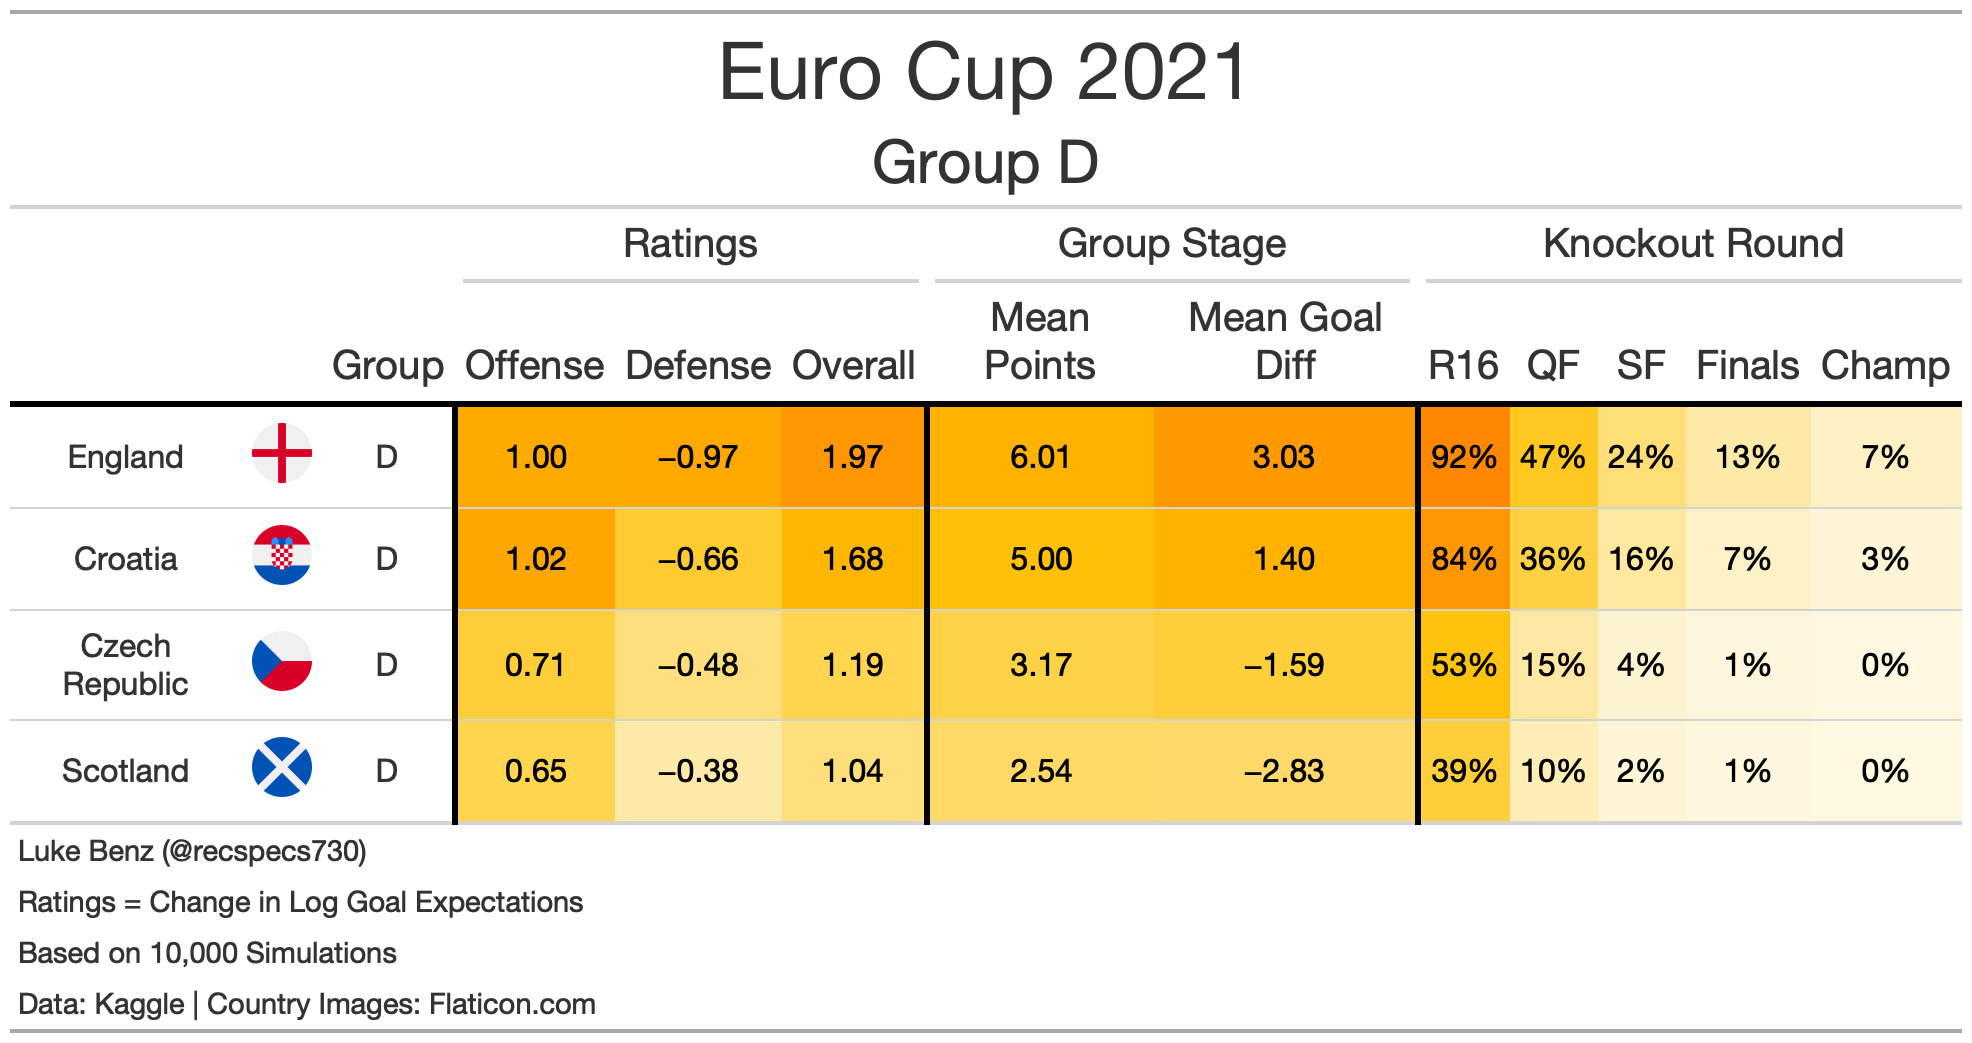 Euro Cup 2021
Group D
Ratings Group Stage Knockout Round
Mean Mean Goal
Group Offense Defense Overall Points Diff R16 QF SF Finals Champ
England D 1.00 −0.97 1.97 6.01 3.03 92% 47% 24% 13% 7%
Croatia D 1.02 −0.66 1.68 5.00 1.40 84% 36% 16% 7% 3%
Czech
Republic D 0.71 −0.48 1.19 3.17 −1.59 53% 15% 4% 1% 0%
Scotland D 0.65 −0.38 1.04 2.54 −2.83 39% 10% 2% 1% 0%
Luke Benz (@recspecs730)
Ratings = Change in Log Goal Expectations
Based on 10,000 Simulations
Data: Kaggle | Country Images: Flaticon.com